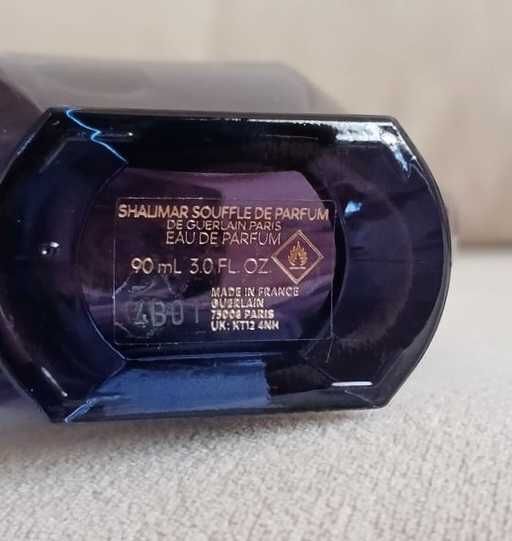 SHALIMAR SOUFFLE DE PARFUM
DE GUERLAIN PARIS
EAU DE PARFUM
90 mL 3.0 FL. OZ.
MADE IN FRANCE
GUERLAIN
75008 PARIS
UK: KT12 4NH